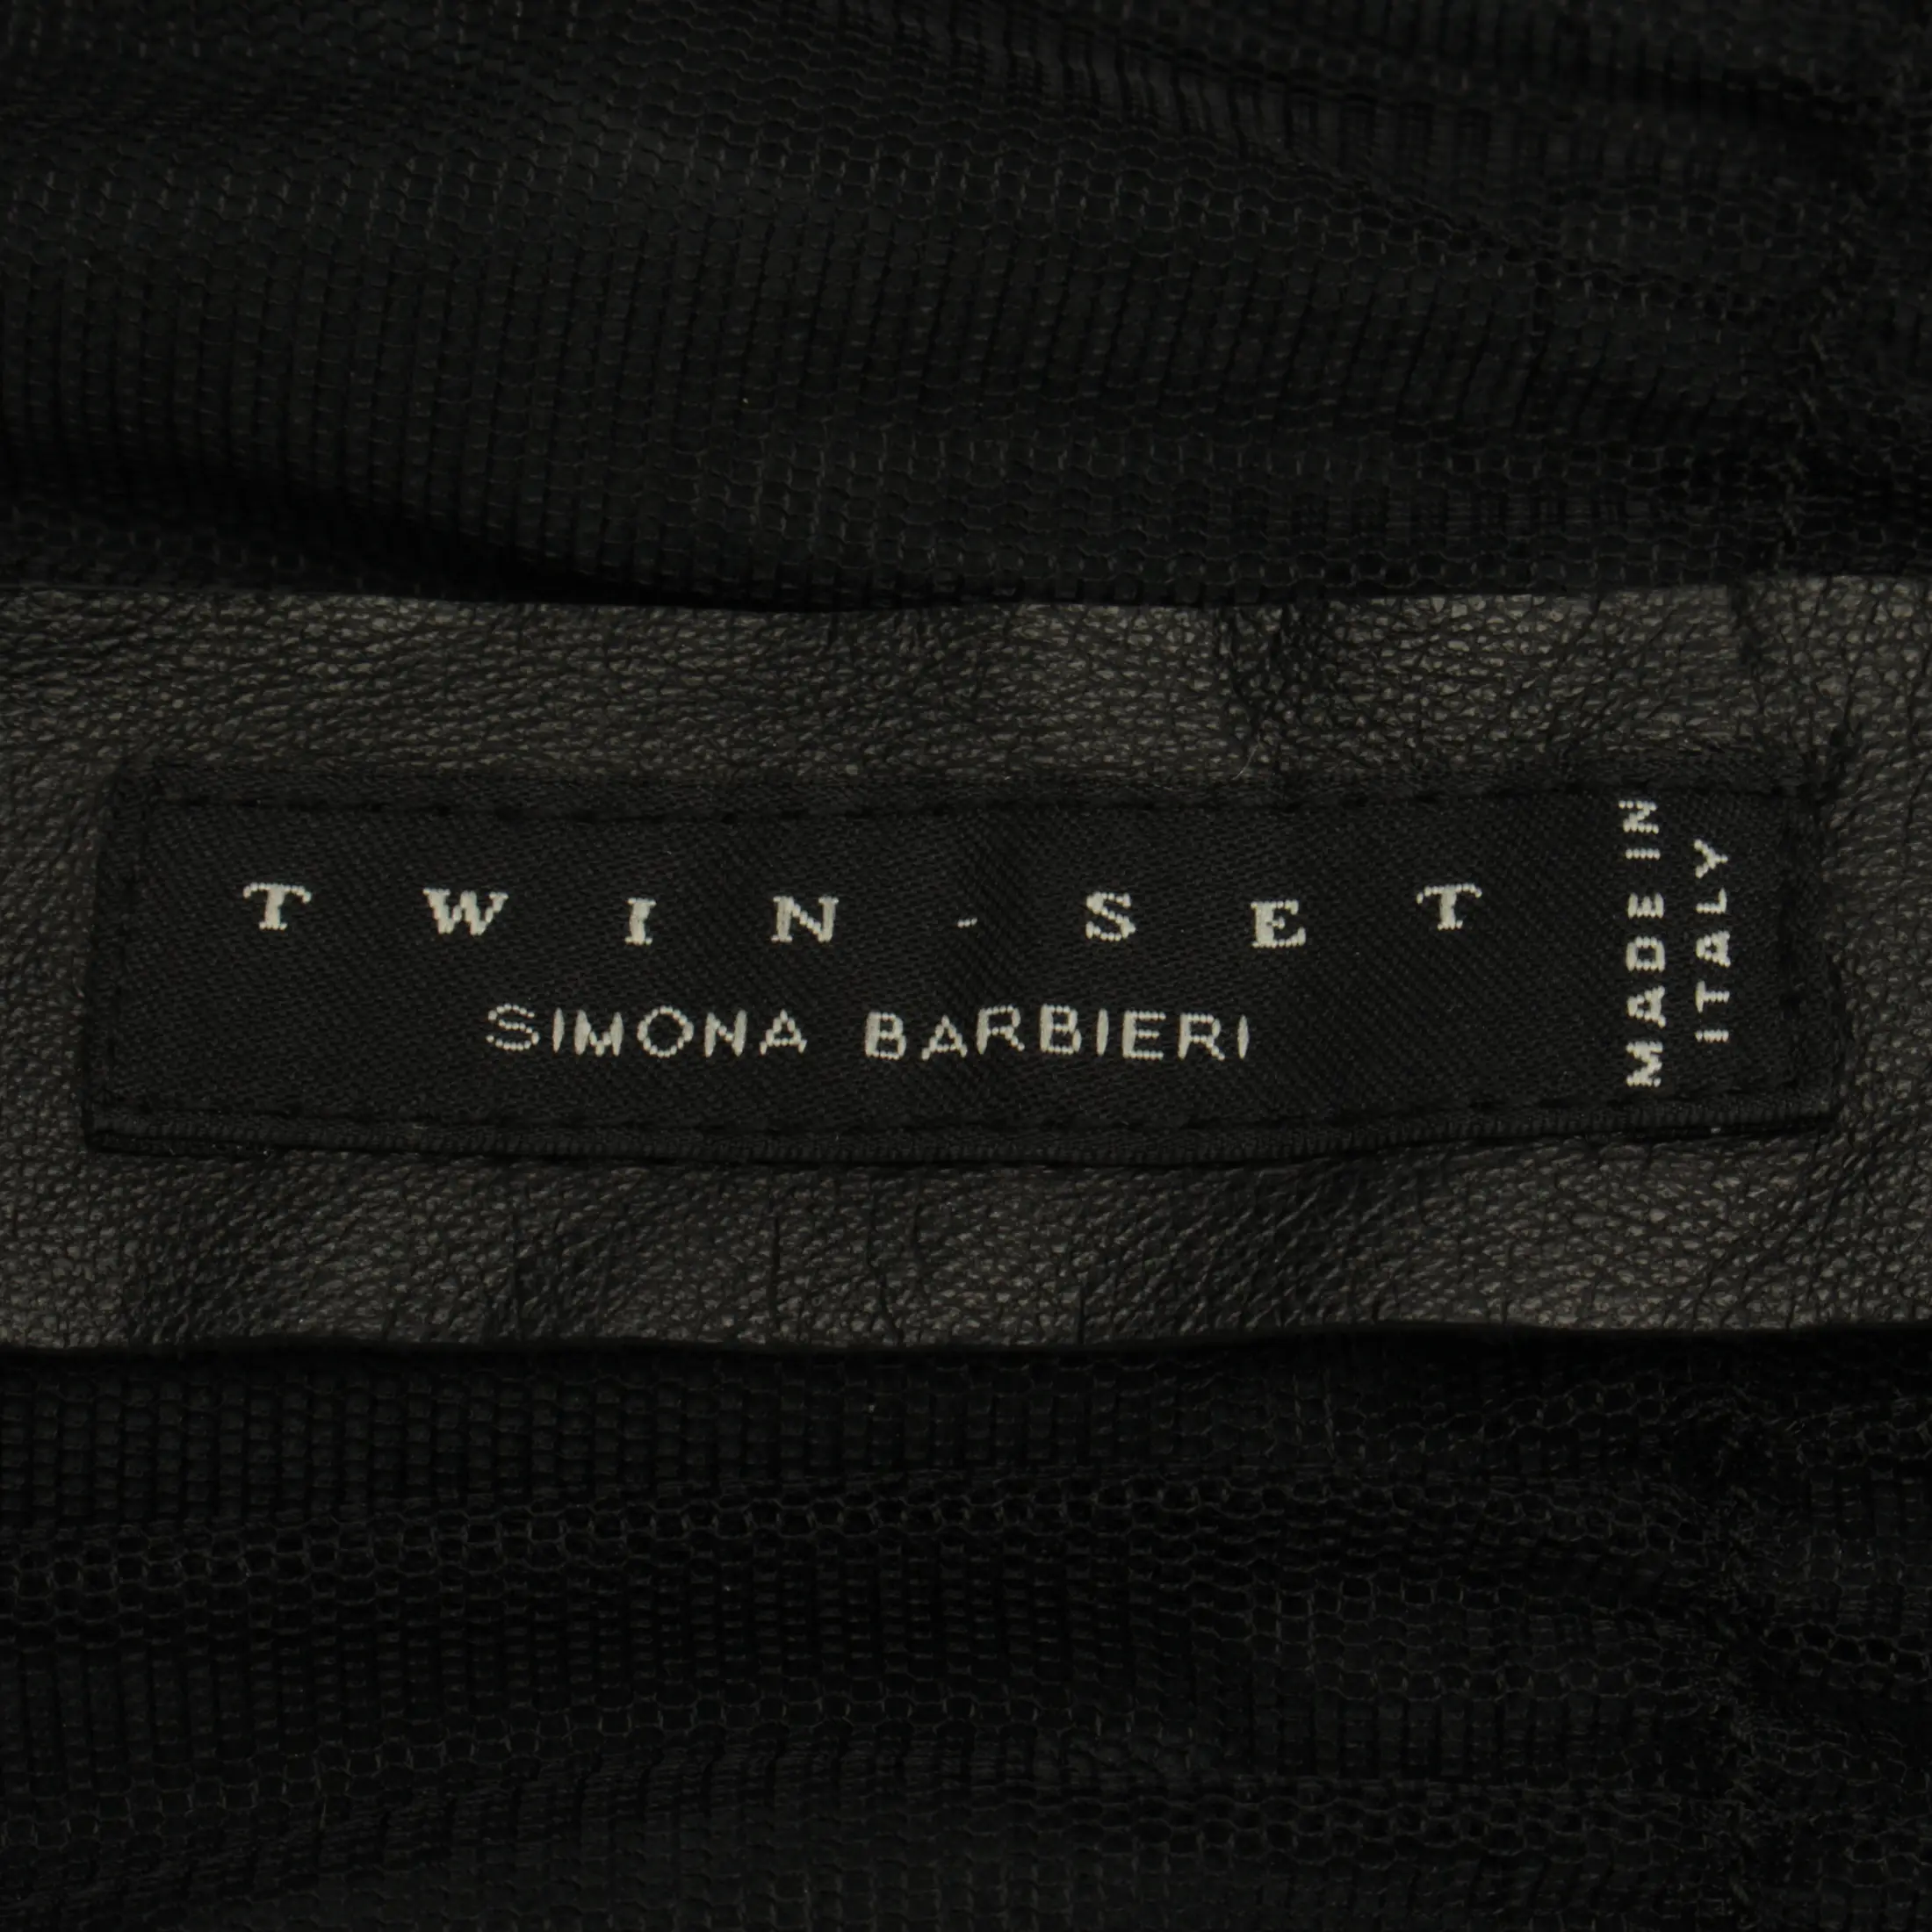 TWIN-SET
SIMONA BARBIERI
MADE IN
ITALY